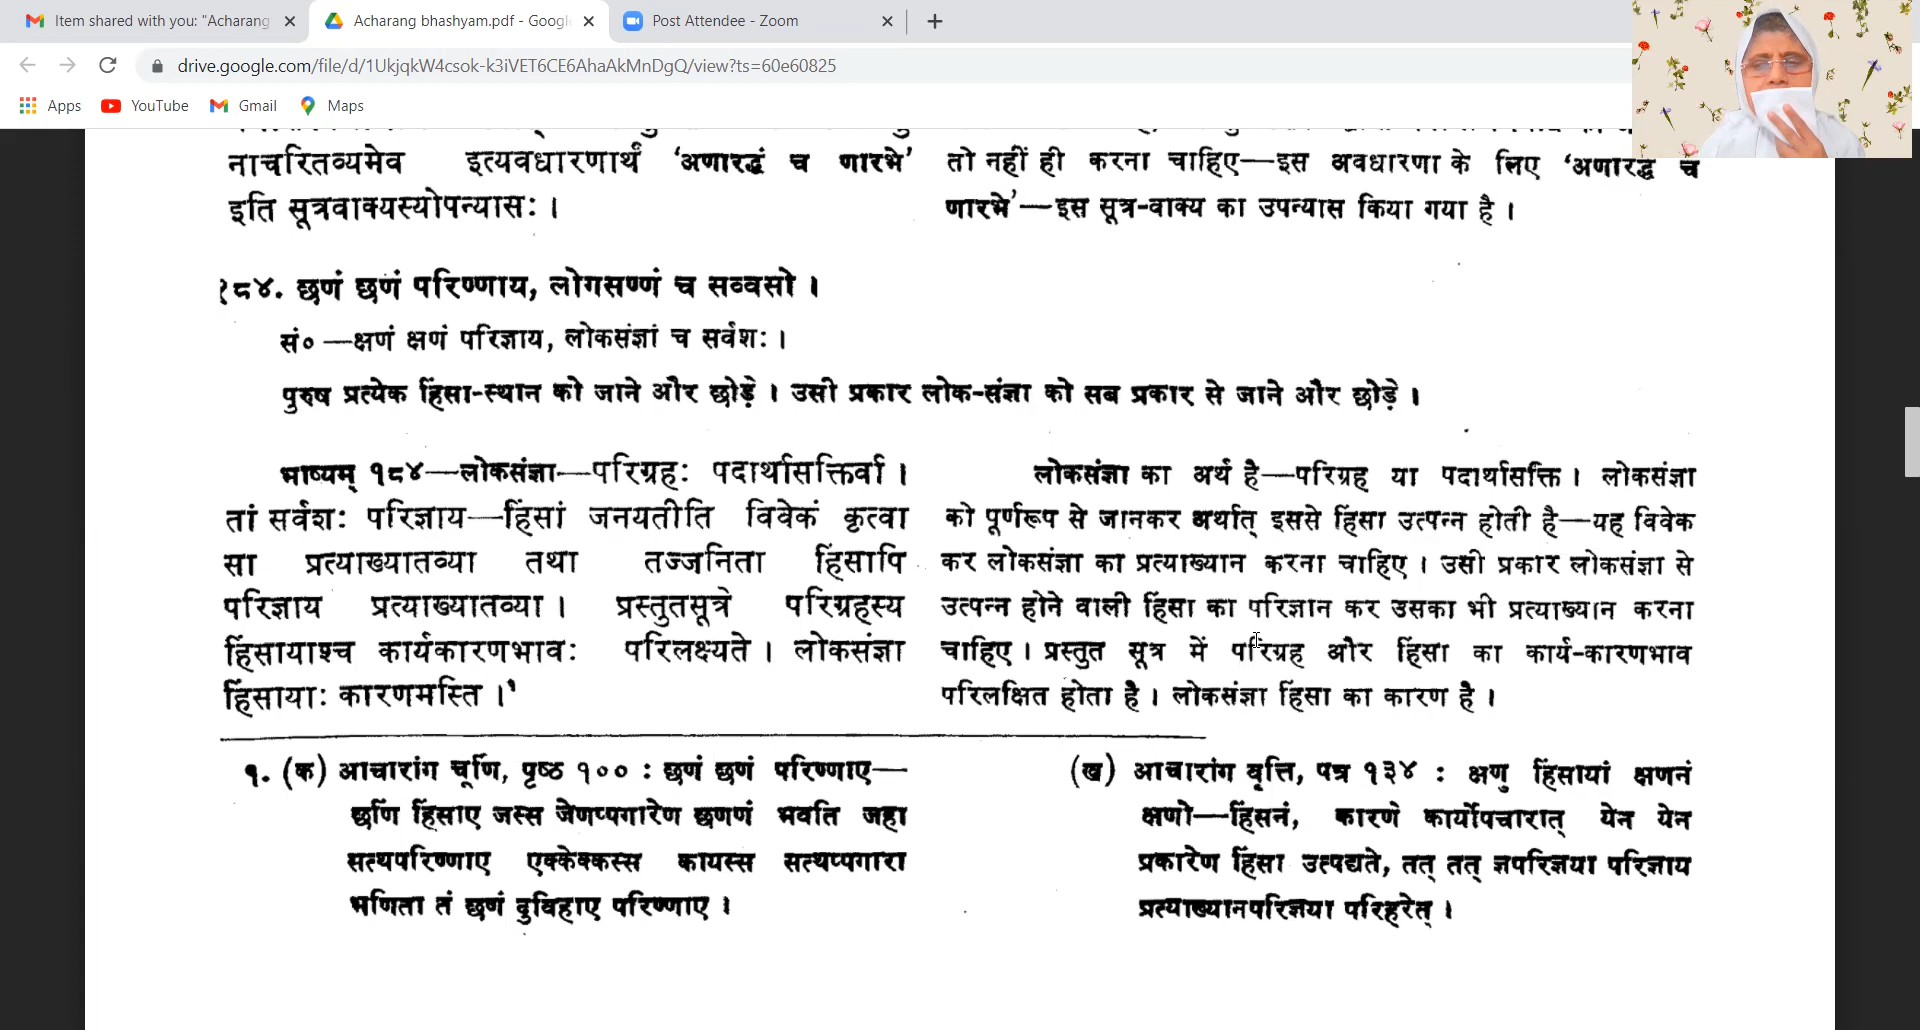 Item shared with you: "Acharang
Acharang bhashyam.pdf - Google
Post Attendee - Zoom
drive.google.com/file/d/1UkjqkW4csok-k3iVET6CE6AhaAkMnDgQ/view?ts=60e60825
Apps YouTube Gmail Maps
नाचरितव्यमेव इत्यवधारणार्थं ‘अणारद्धं च णारभे’
इति सूत्रवाक्यस्योपन्यासः ।
तो नहीं ही करना चाहिए—इस अवधारणा के लिए ‘अणारद्धं च
णारभे’—इस सूत्र-वाक्य का उपन्यास किया गया है ।
१८४. छणं छणं परिण्णाय, लोगसण्णं च सव्वसो ।
सं० —क्षणं क्षणं परिज्ञाय, लोकसंज्ञां च सर्वशः ।
पुरुष प्रत्येक हिंसा-स्थान को जाने और छोड़े । उसी प्रकार लोक-संज्ञा को सब प्रकार से जाने और छोड़े ।
भाष्यम् १८४—लोकसंज्ञा—परिग्रहः पदार्थासक्तिर्वा ।
तां सर्वशः परिज्ञाय—हिंसां जनयतीति विवेकं कृत्वा
सा प्रत्याख्यातव्या तथा तज्जनिता हिंसापि
परिज्ञाय प्रत्याख्यातव्या । प्रस्तुतसूत्रे परिग्रहस्य
हिंसायाश्च कार्यकारणभावः परिलक्ष्यते । लोकसंज्ञा
हिंसायाः कारणमस्ति ।१
लोकसंज्ञा का अर्थ है—परिग्रह या पदार्थासक्ति । लोकसंज्ञा
को पूर्णरूप से जानकर अर्थात् इससे हिंसा उत्पन्न होती है—यह विवेक
कर लोकसंज्ञा का प्रत्याख्यान करना चाहिए । उसी प्रकार लोकसंज्ञा से
उत्पन्न होने वाली हिंसा का परिज्ञान कर उसका भी प्रत्याख्यान करना
चाहिए । प्रस्तुत सूत्र में परिग्रह और हिंसा का कार्य-कारणभाव
परिलक्षित होता है । लोकसंज्ञा हिंसा का कारण है ।
१. (क) आचारांग चूर्णि, पृष्ठ १०० : छणं छणं परिण्णाए—
छणि हिंसाए जस्स जेणप्पगारेण छणणं भवति जहा
सत्थपरिण्णाए एक्केक्कस्स कायस्स सत्थप्पगारा
भणिता तं छणं दुविहाए परिण्णाए ।
(ख) आचारांग वृत्ति, पत्र १३४ : क्षणु हिंसायां क्षणनं
क्षणो—हिंसनं, कारणे कार्योपचारात् येन येन
प्रकारेण हिंसा उत्पद्यते, तत् तत् ज्ञपरिज्ञया परिज्ञाय
प्रत्याख्यानपरिज्ञया परिहरेत् ।